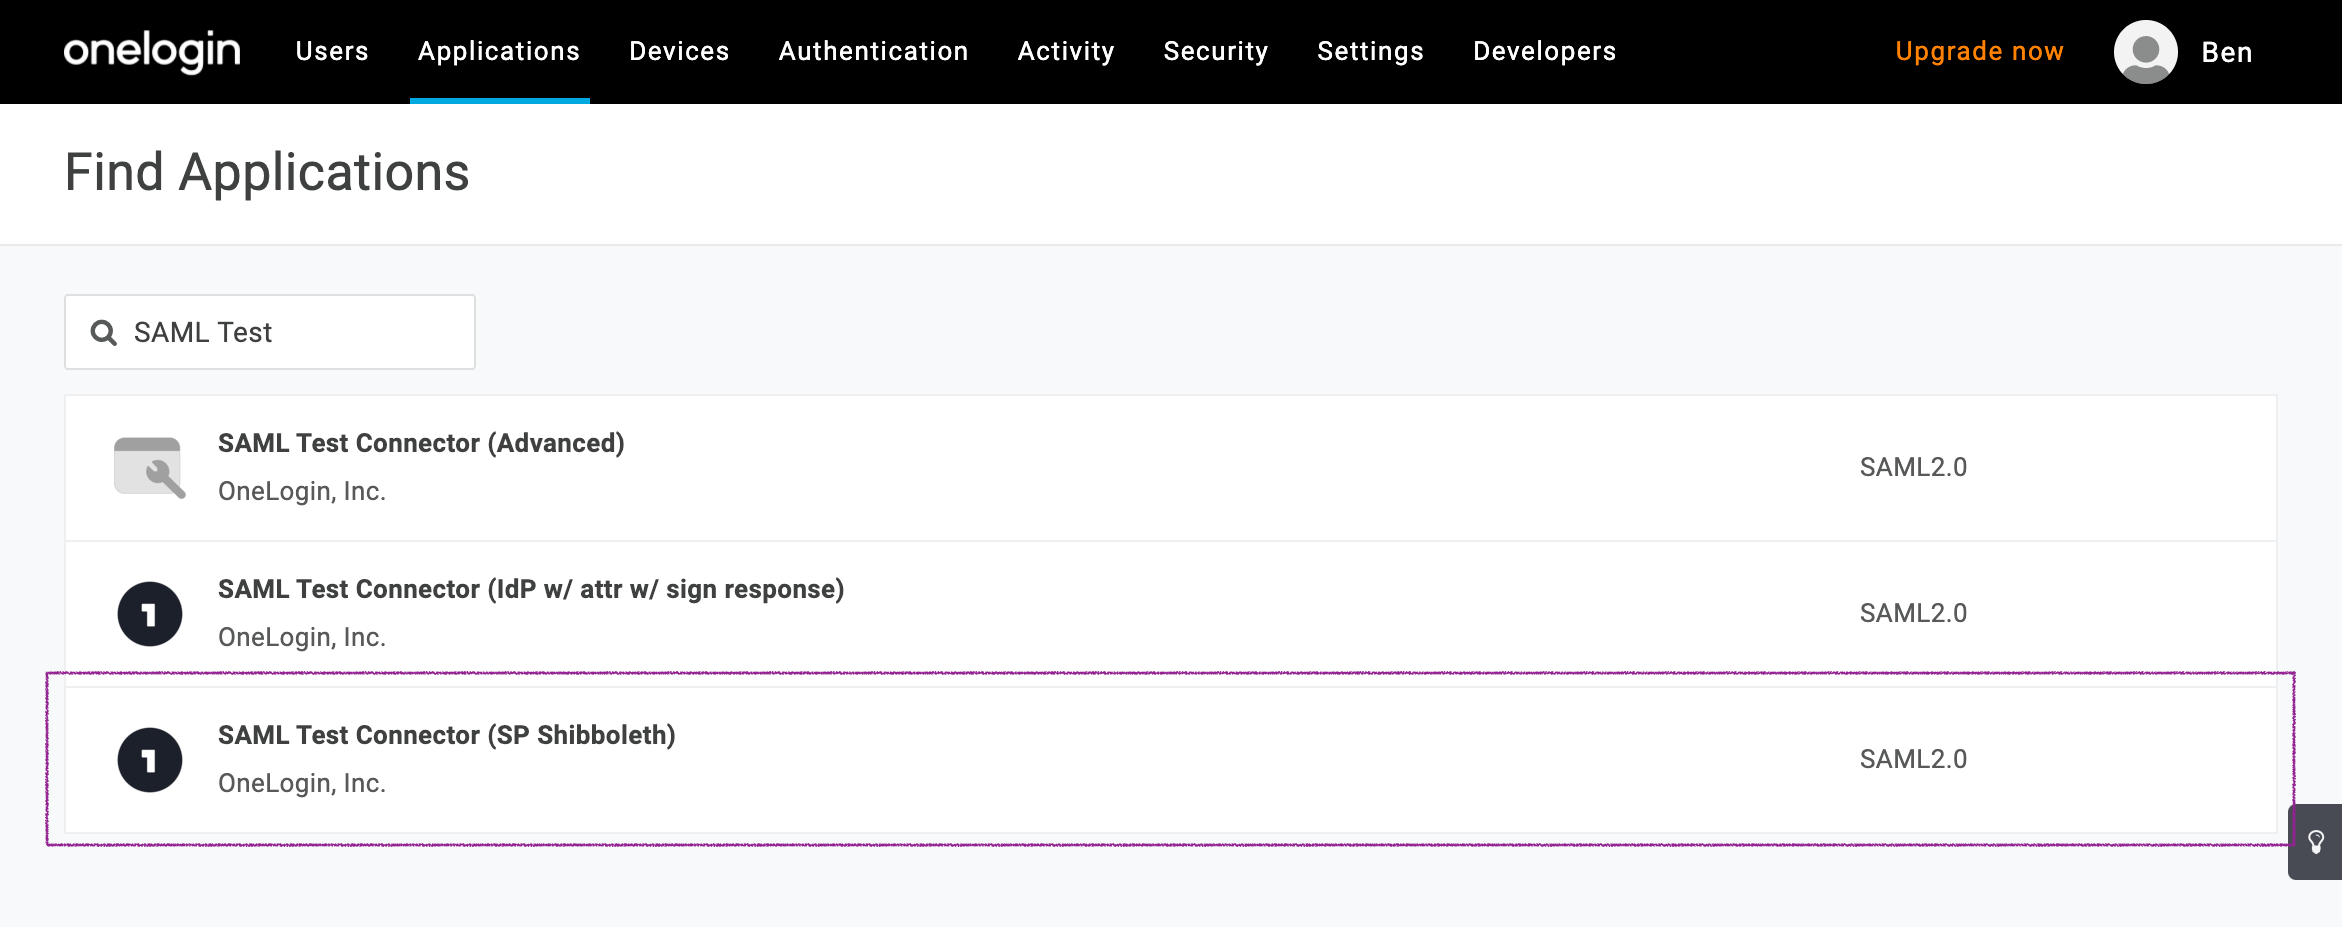 onelogin Users Applications Devices Authentication Activity Security Settings Developers Upgrade now Ben
Find Applications
SAML Test
SAML Test Connector (Advanced)
OneLogin, Inc.
SAML2.0
SAML Test Connector (IdP w/ attr w/ sign response)
OneLogin, Inc.
SAML2.0
SAML Test Connector (SP Shibboleth)
OneLogin, Inc.
SAML2.0